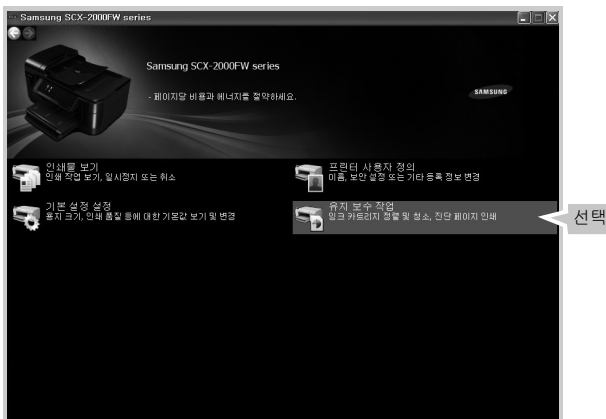 Samsung SCX-2000FW series
Samsung SCX-2000FW series
- 페이지당 비용과 에너지를 절약하세요.
SAMSUNG
인쇄물 보기
인쇄 작업 보기, 일시정지 또는 취소
프린터 사용자 정의
이름, 보안 설정 또는 기타 등록 정보 변경
기본 설정 설정
용지 크기, 인쇄 품질 등에 대한 기본값 보기 및 변경
유지 보수 작업
잉크 카트리지 정렬 및 청소, 진단 페이지 인쇄
선택